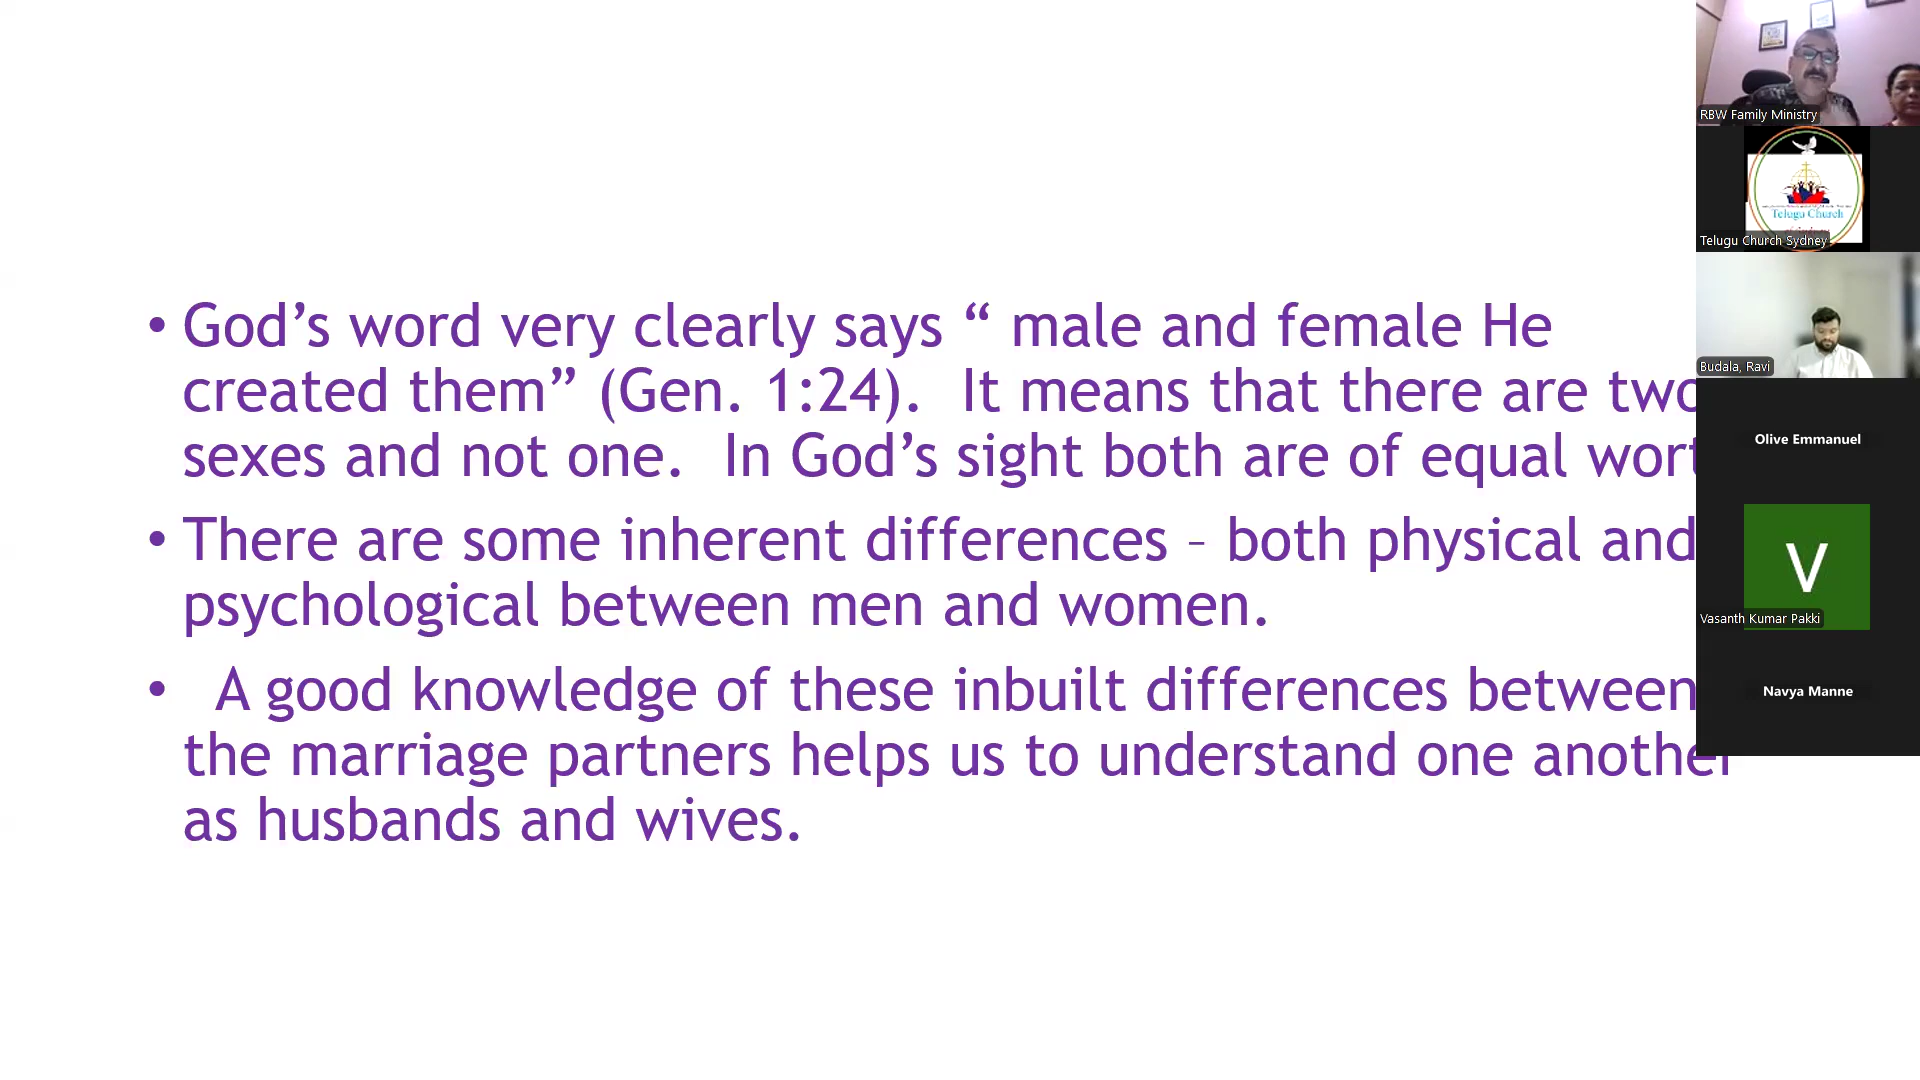 • God’s word very clearly says “ male and female He
created them” (Gen. 1:24).  It means that there are two
sexes and not one.  In God’s sight both are of equal wort
• There are some inherent differences – both physical and
psychological between men and women.
•  A good knowledge of these inbuilt differences between
the marriage partners helps us to understand one another
as husbands and wives.
RBW Family Ministry
Telugu Church
Telugu Church Sydney
Budala, Ravi
Olive Emmanuel
V
Vasanth Kumar Pakki
Navya Manne